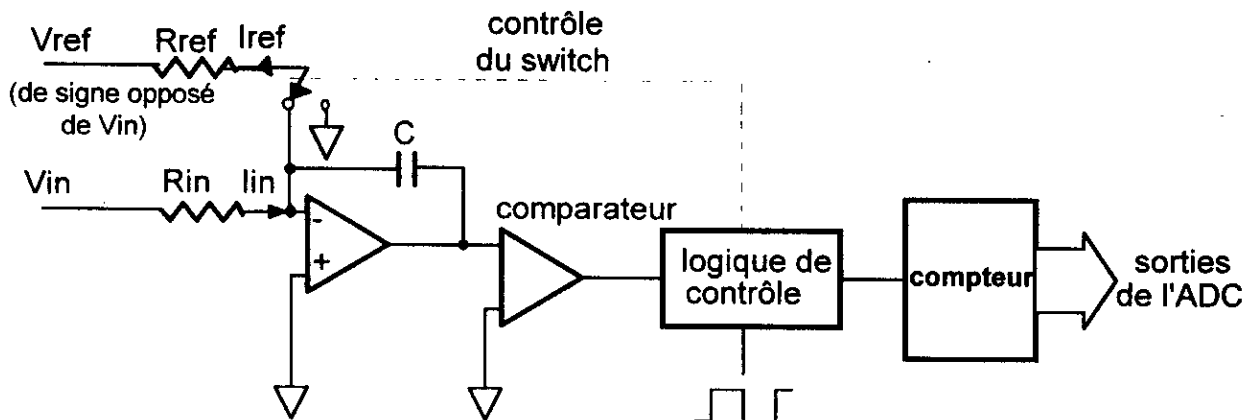 contrôle
du switch
Vref Rref Iref
(de signe opposé
de Vin)
C
Vin Rin Iin
-
+
comparateur
logique de
contrôle
compteur
sorties
de l'ADC